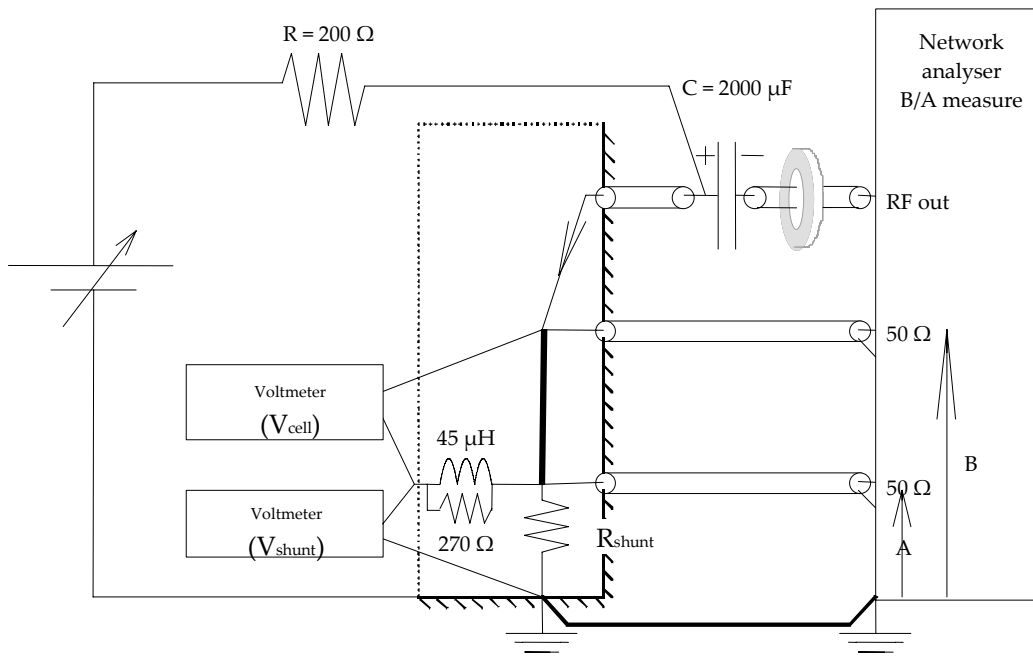 R = 200 Ω
Network
analyser
B/A measure
C = 2000 µF
+
−
RF out
50 Ω
Voltmeter
(Vcell)
45 µH
B
50 Ω
Voltmeter
(Vshunt)
270 Ω
Rshunt
A